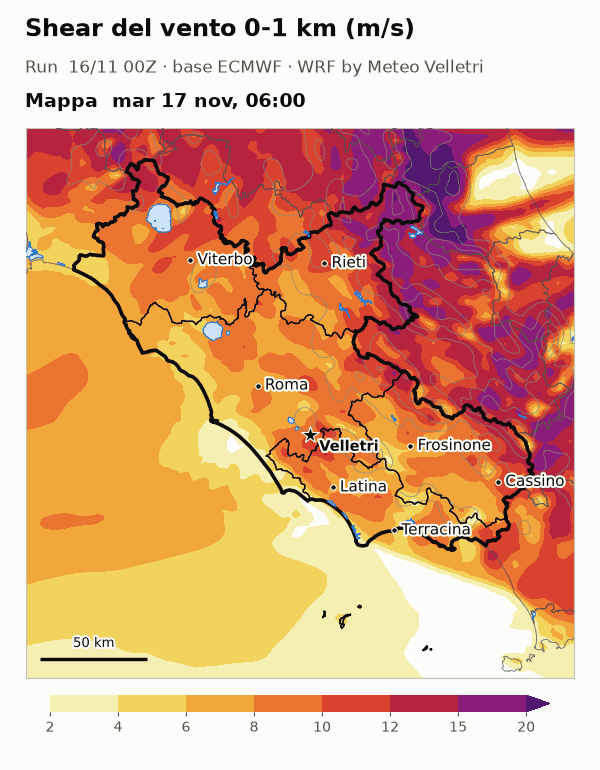 Shear del vento 0-1 km (m/s)
Run 16/11 00Z · base ECMWF · WRF by Meteo Velletri
Mappa mar 17 nov, 06:00
Viterbo
Rieti
Roma
Velletri
Frosinone
Latina
Cassino
Terracina
50 km
2 4 6 8 10 12 15 20